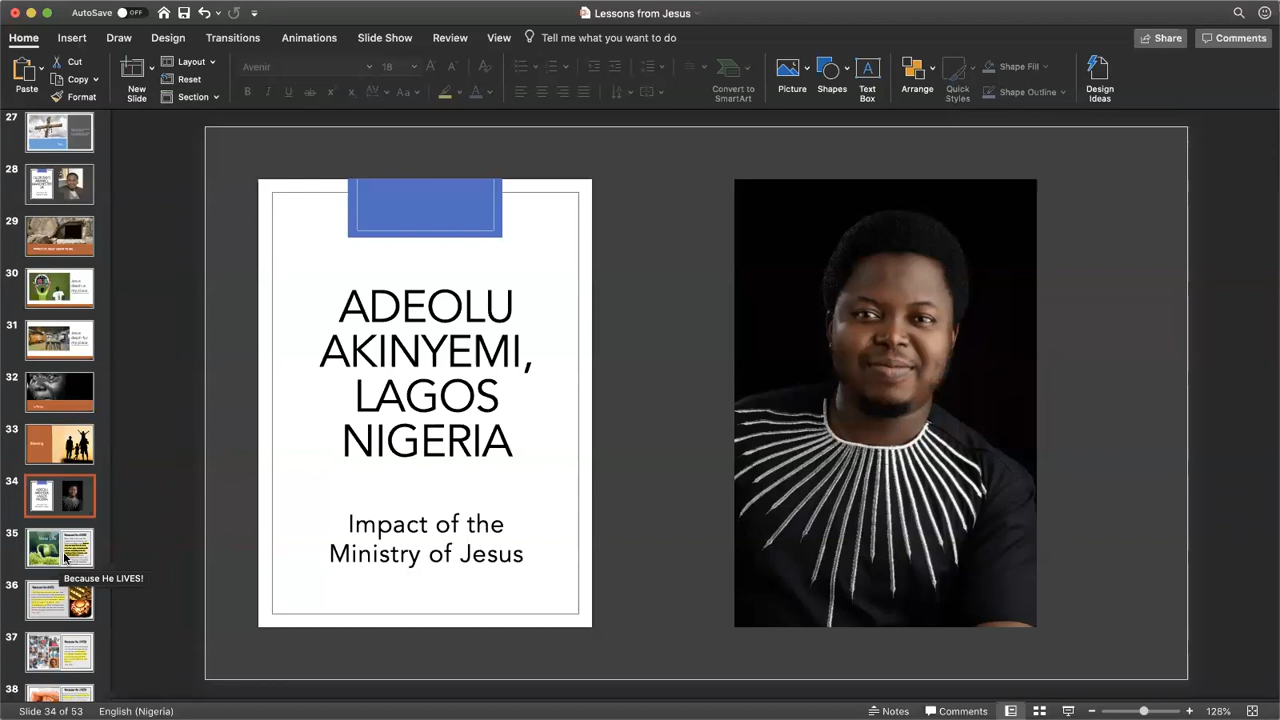 AutoSave OFF
Lessons from Jesus
Home Insert Draw Design Transitions Animations Slide Show Review View Tell me what you want to do
Share Comments
Paste
Cut
Copy
Format
New Slide
Layout
Reset
Section
Avenir 18
Convert to SmartArt
Picture
Shapes
Text Box
Arrange
Quick Styles
Shape Fill
Shape Outline
Design Ideas
27
28
29
30
31
32
33
34
35
36
37
38
Because He LIVES!
ADEOLU
AKINYEMI,
LAGOS
NIGERIA
Impact of the
Ministry of Jesus
Slide 34 of 53 English (Nigeria)
Notes Comments 128%